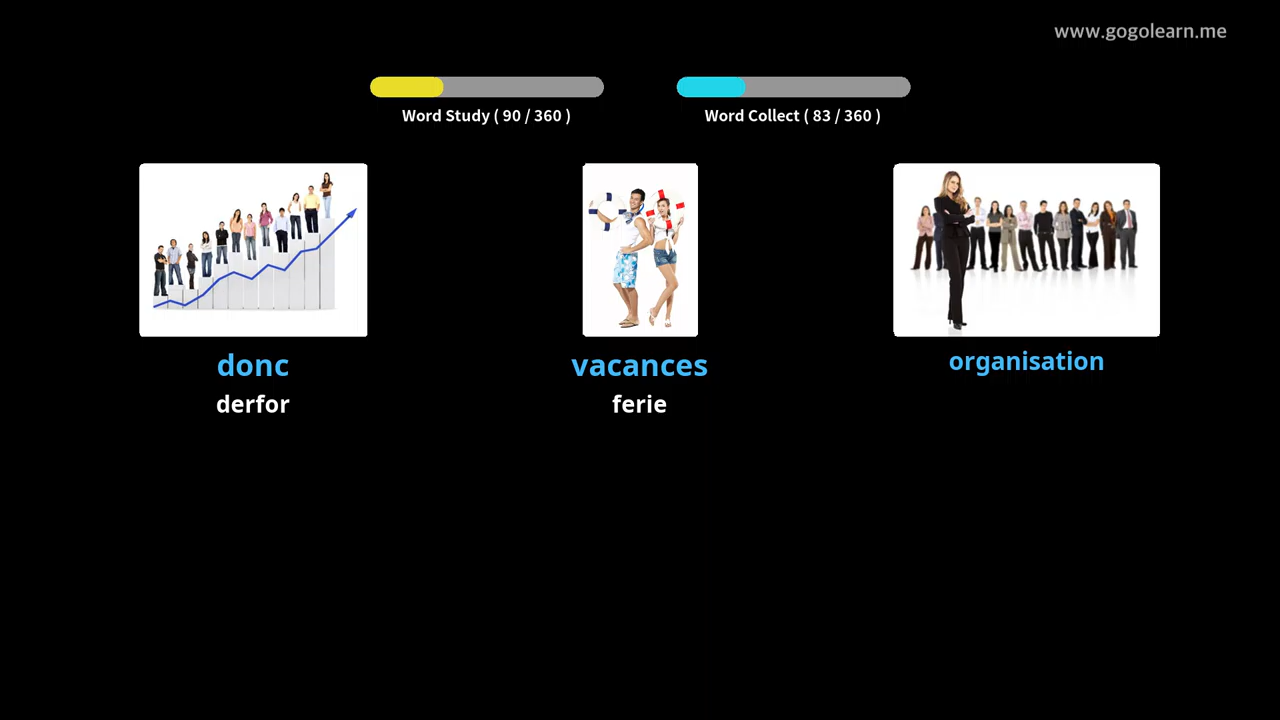 www.gogolearn.me
Word Study ( 90 / 360 )
Word Collect ( 83 / 360 )
donc
derfor
vacances
ferie
organisation